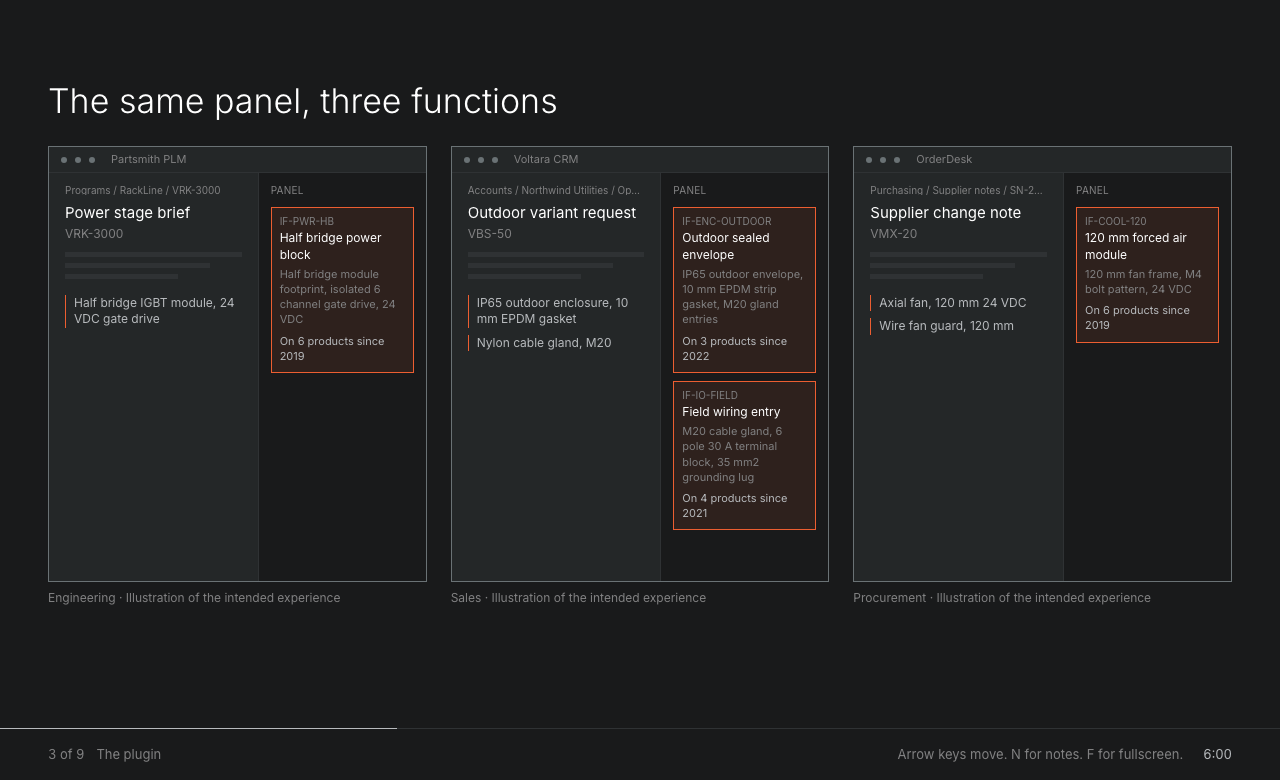 The same panel, three functions
Partsmith PLM
Programs / RackLine / VRK-3000
Power stage brief
VRK-3000
Half bridge IGBT module, 24
VDC gate drive
PANEL
IF-PWR-HB
Half bridge power
block
Half bridge module
footprint, isolated 6
channel gate drive, 24
VDC
On 6 products since
2019
Engineering · Illustration of the intended experience
Voltara CRM
Accounts / Northwind Utilities / Op...
Outdoor variant request
VBS-50
IP65 outdoor enclosure, 10
mm EPDM gasket
Nylon cable gland, M20
PANEL
IF-ENC-OUTDOOR
Outdoor sealed
envelope
IP65 outdoor envelope,
10 mm EPDM strip
gasket, M20 gland
entries
On 3 products since
2022
IF-IO-FIELD
Field wiring entry
M20 cable gland, 6
pole 30 A terminal
block, 35 mm2
grounding lug
On 4 products since
2021
Sales · Illustration of the intended experience
OrderDesk
Purchasing / Supplier notes / SN-2...
Supplier change note
VMX-20
Axial fan, 120 mm 24 VDC
Wire fan guard, 120 mm
PANEL
IF-COOL-120
120 mm forced air
module
120 mm fan frame, M4
bolt pattern, 24 VDC
On 6 products since
2019
Procurement · Illustration of the intended experience
3 of 9 The plugin
Arrow keys move. N for notes. F for fullscreen. 6:00